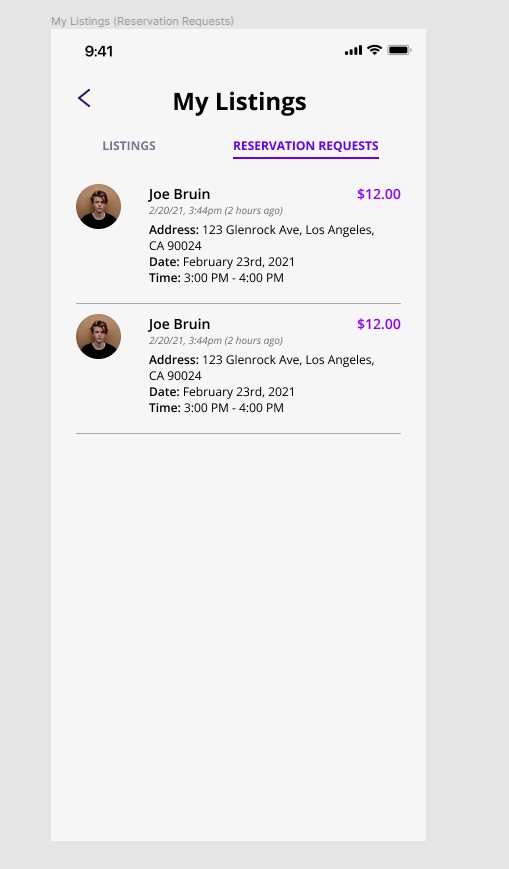 My Listings (Reservation Requests)
9:41
My Listings
LISTINGS RESERVATION REQUESTS
Joe Bruin $12.00
2/20/21, 3:44pm (2 hours ago)
Address: 123 Glenrock Ave, Los Angeles,
CA 90024
Date: February 23rd, 2021
Time: 3:00 PM - 4:00 PM
Joe Bruin $12.00
2/20/21, 3:44pm (2 hours ago)
Address: 123 Glenrock Ave, Los Angeles,
CA 90024
Date: February 23rd, 2021
Time: 3:00 PM - 4:00 PM